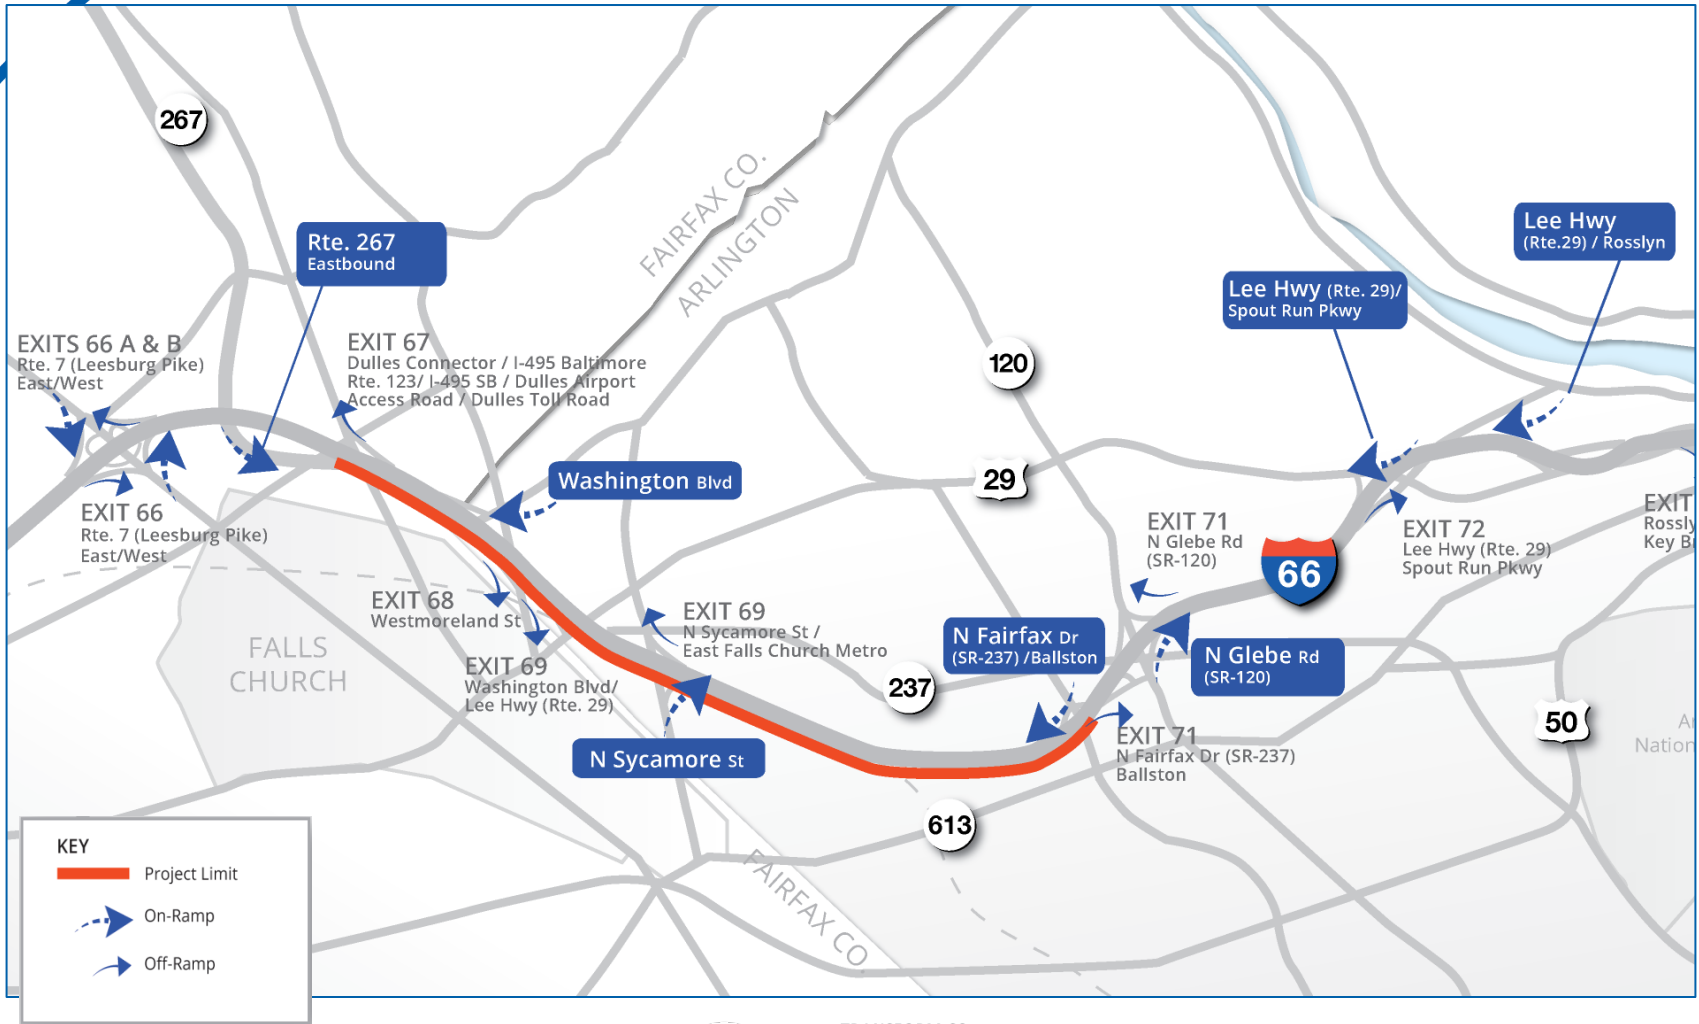 267
FAIRFAX CO.
ARLINGTON
Rte. 267
Eastbound
Lee Hwy
(Rte.29) / Rosslyn
Lee Hwy (Rte. 29)/
Spout Run Pkwy
EXITS 66 A & B
Rte. 7 (Leesburg Pike)
East/West
EXIT 67
Dulles Connector / I-495 Baltimore
Rte. 123/ I-495 SB / Dulles Airport
Access Road / Dulles Toll Road
120
29
Washington Blvd
EXIT 66
Rte. 7 (Leesburg Pike)
East/West
EXIT 71
N Glebe Rd
(SR-120)
66
EXIT 72
Lee Hwy (Rte. 29)
Spout Run Pkwy
EXIT
Rossly
Key B
EXIT 68
Westmoreland St
FALLS
CHURCH
EXIT 69
N Sycamore St /
East Falls Church Metro
EXIT 69
Washington Blvd/
Lee Hwy (Rte. 29)
N Fairfax Dr
(SR-237) /Ballston
N Glebe Rd
(SR-120)
237
50
N Sycamore St
EXIT 71
N Fairfax Dr (SR-237)
Ballston
Nation
613
FAIRFAX CO.
KEY
Project Limit
On-Ramp
Off-Ramp